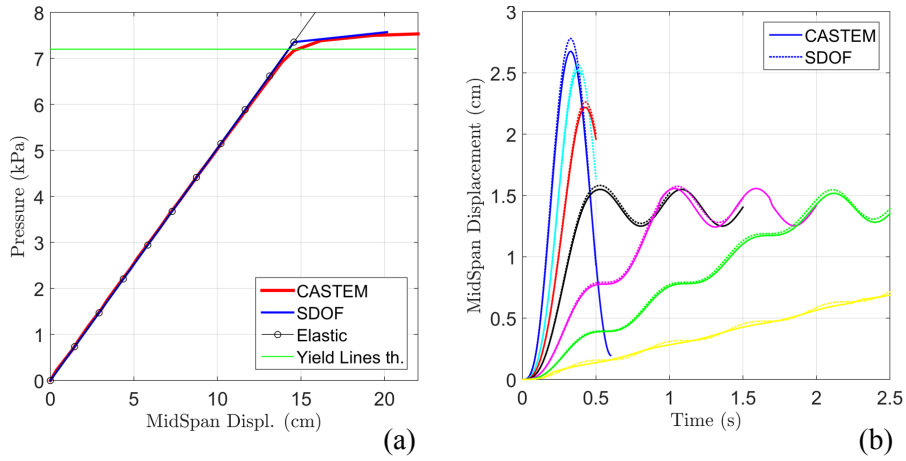 8
7
6
5
4
3
2
1
0
Pressure (kPa)
0 5 10 15 20
MidSpan Displ. (cm)
CASTEM
SDOF
Elastic
Yield Lines th.
(a)
3
2.5
2
1.5
1
0.5
0
MidSpan Displacement (cm)
0 0.5 1 1.5 2 2.5
Time (s)
CASTEM
SDOF
(b)